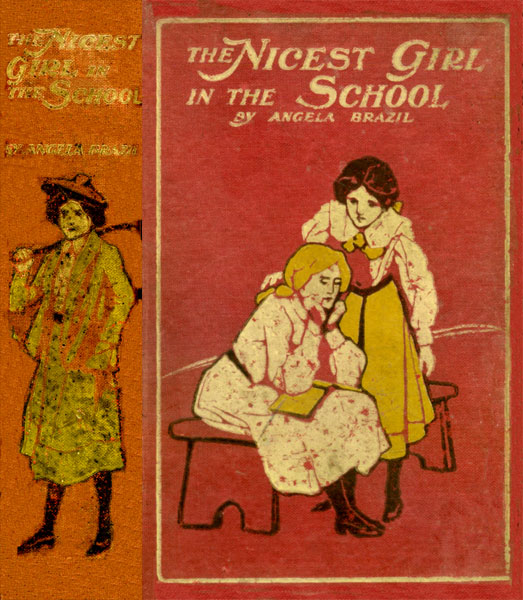 THE NICEST
GIRL IN
THE SCHOOL
BY ANGELA BRAZIL
THE NICEST GIRL
IN THE SCHOOL
BY ANGELA BRAZIL